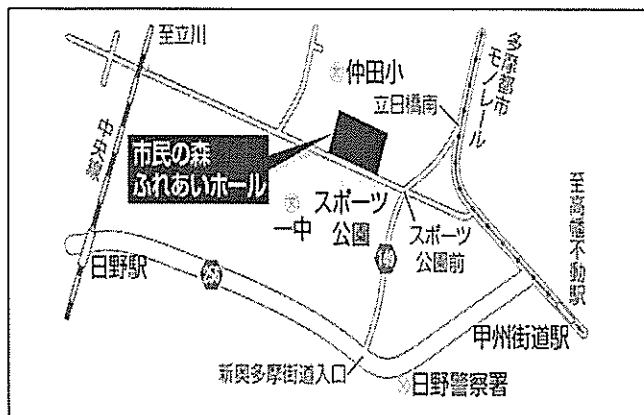 至立川
中央線
仲田小
立日橋南
多摩都市
モノレール
市民の森
ふれあいホール
一中
スポーツ
公園
スポーツ
公園前
至高幡不動駅
日野駅
甲州街道駅
新奥多摩街道入口
日野警察署